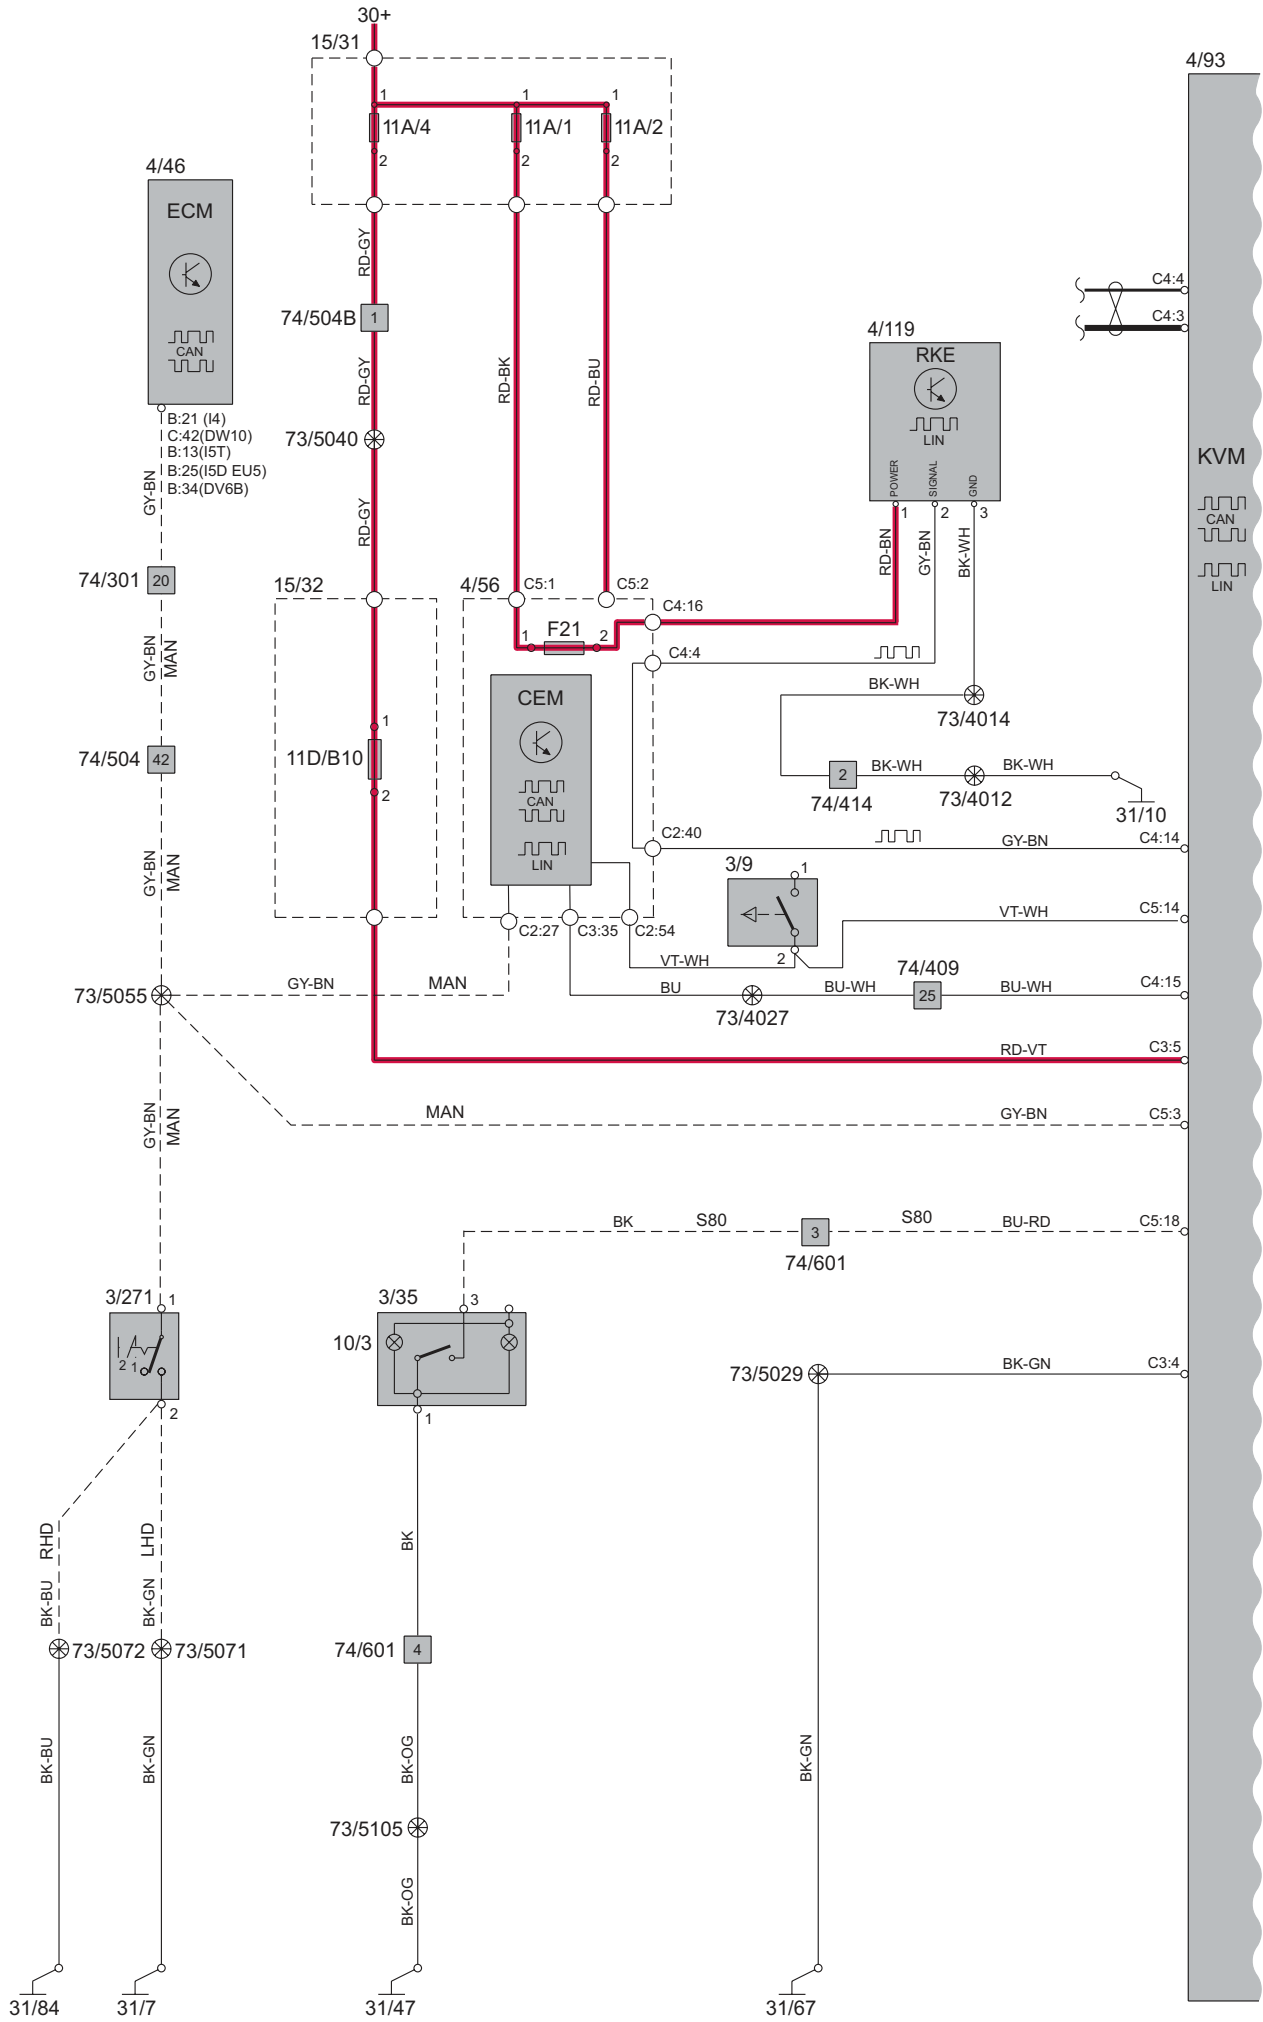 30+
15/31
4/93
1
1
1
11A/4
11A/1
11A/2
2
2
2
4/46
ECM
CAN
RD-GY
C4:4
C4:3
74/504B
1
4/119
RKE
LIN
POWER
SIGNAL
GND
1
2
3
RD-GY
RD-BK
RD-BU
B:21 (I4)
C:42(DW10)
B:13(I5T)
B:25(I5D EU5)
B:34(DV6B)
GY-BN
73/5040
KVM
CAN
LIN
RD-GY
RD-BN
GY-BN
BK-WH
74/301
20
15/32
4/56
C5:1
C5:2
C4:16
1
F21
2
GY-BN
MAN
C4:4
CEM
CAN
LIN
BK-WH
73/4014
1
11D/B10
2
74/504
42
2
BK-WH
BK-WH
74/414
73/4012
31/10
C2:40
GY-BN
C4:14
GY-BN
MAN
3/9
1
2
C2:27
C3:35
C2:54
VT-WH
C5:14
VT-WH
74/409
73/5055
GY-BN
MAN
BU
BU-WH
25
BU-WH
C4:15
73/4027
RD-VT
C3:5
GY-BN
MAN
MAN
GY-BN
C5:3
BK
S80
3
S80
BU-RD
C5:18
74/601
3/271
1
2
1
2
3/35
3
10/3
1
73/5029
BK-GN
C3:4
RHD
LHD
BK
BK-BU
BK-GN
73/5072
73/5071
74/601
4
BK-BU
BK-GN
BK-OG
BK-GN
73/5105
BK-OG
31/84
31/7
31/47
31/67